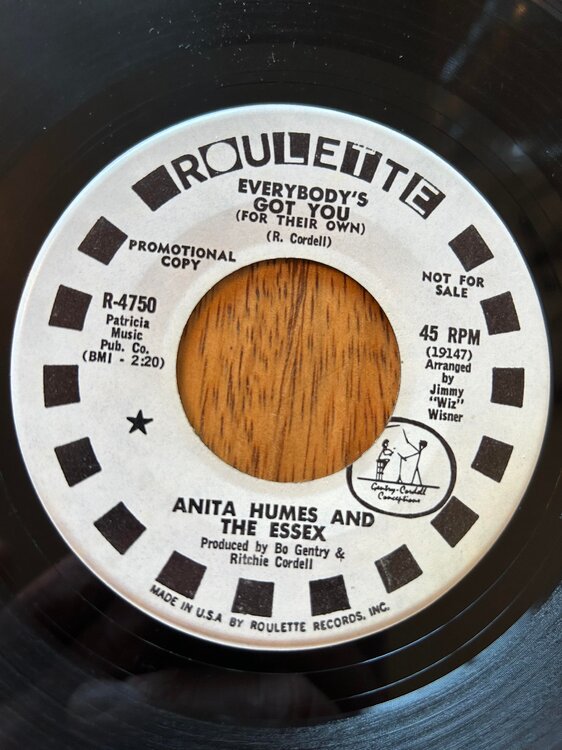 ROULETTE
EVERYBODY'S
GOT YOU
(FOR THEIR OWN)
(R. Cordell)
PROMOTIONAL
COPY
NOT FOR
SALE
R-4750
Patricia
Music
Pub. Co.
(BMI - 2:20)
45 RPM
(19147)
Arranged
by
Jimmy
"Wiz"
Wisner
Gentry-Cordell
Conceptions
ANITA HUMES AND
THE ESSEX
Produced by Bo Gentry &
Ritchie Cordell
MADE IN U.S.A BY ROULETTE RECORDS, INC.